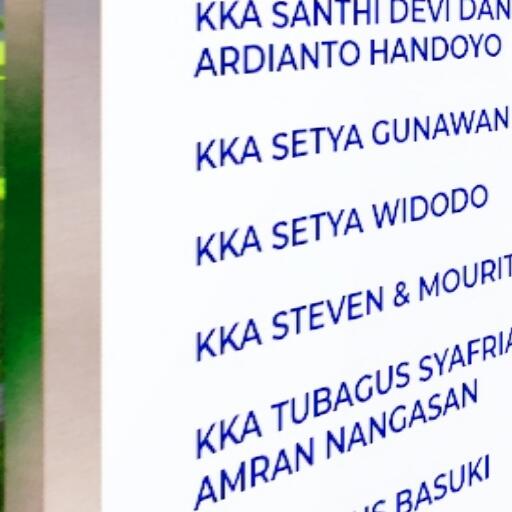 KKA SANTHI DEVI DAN
ARDIANTO HANDOYO
KKA SETYA GUNAWAN
KKA SETYA WIDODO
KKA STEVEN & MOURIT
KKA TUBAGUS SYAFRIA
AMRAN NANGASAN
BASUKI